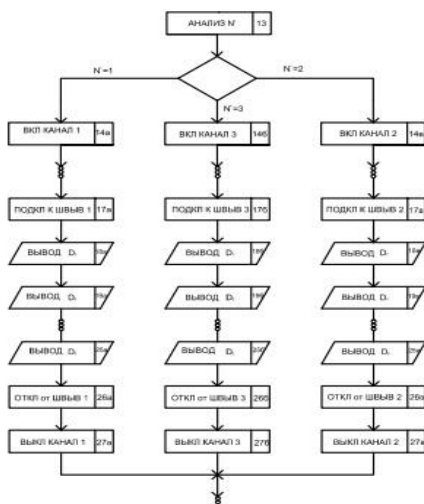 АНАЛИЗ N' 13
N'=1 N'=2
N'=3
ВКЛ КАНАЛ 1 14а ВКЛ КАНАЛ 3 14б ВКЛ КАНАЛ 2 14в
ПОДКЛ К ШВЫВ 1 17а ПОДКЛ К ШВЫВ 3 17б ПОДКЛ К ШВЫВ 2
ВЫВОД ВЫВОД ВЫВОД
ВЫВОД ВЫВОД ВЫВОД
ВЫВОД ВЫВОД ВЫВОД
ОТКЛ от ШВЫВ 1 26а ОТКЛ от ШВЫВ 3 26б ОТКЛ от ШВЫВ 2
ВЫКЛ КАНАЛ 1 27а ВЫКЛ КАНАЛ 3 27б ВЫКЛ КАНАЛ 2